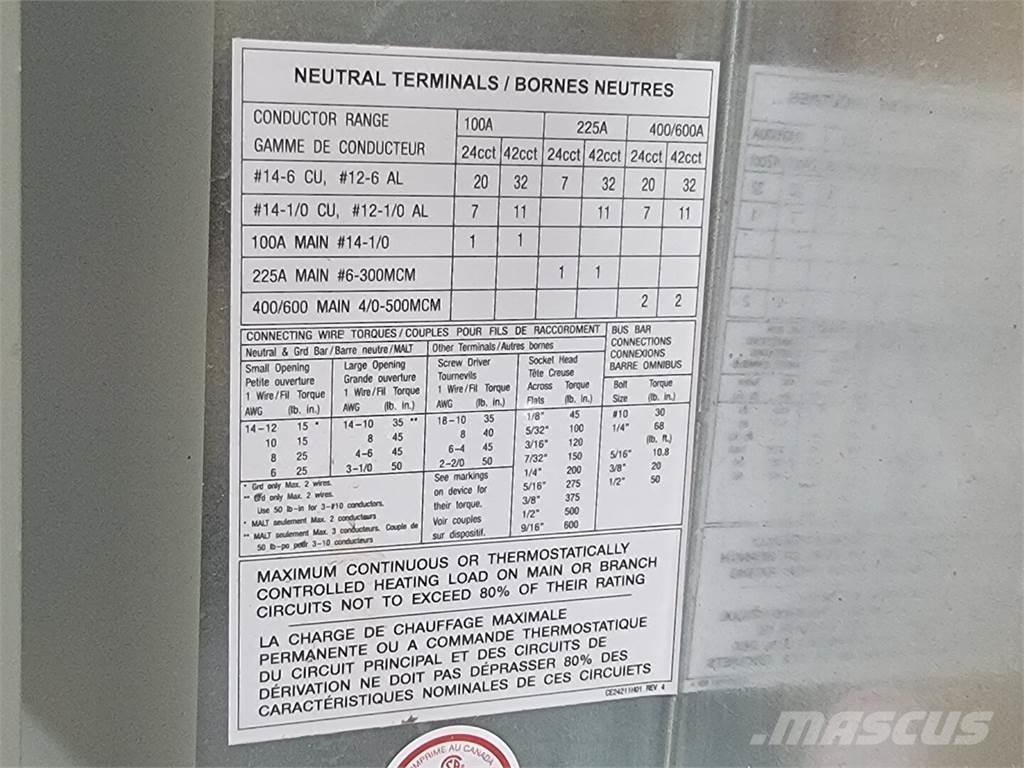 NEUTRAL TERMINALS / BORNES NEUTRES
CONDUCTOR RANGE 100A 225A 400/600A
GAMME DE CONDUCTEUR 24cct 42cct 24cct 42cct 24cct 42cct
#14-6 CU, #12-6 AL 20 32 7 32 20 32
#14-1/0 CU, #12-1/0 AL 7 11 11 7 11
100A MAIN #14-1/0 1 1
225A MAIN #6-300MCM 1 1
400/600 MAIN 4/0-500MCM 2 2
CONNECTING WIRE TORQUES/COUPLES POUR FILS DE RACCORDMENT
Neutral & Grd Bar/Barre neutre/MALT
Small Opening
Petite ouverture
1 Wire/Fil Torque
AWG (lb. in.)
14-12 15 *
10 15
8 25
6 25
Large Opening
Grande ouverture
1 Wire/Fil Torque
AWG (lb. in.)
14-10 35 **
8 45
4-6 45
3-1/0 50
* Grd only Max. 2 wires.
** Grd only Max. 2 wires.
Use 50 lb-in for 3-#10 conductors.
* MALT seulement Max. 2 conducteurs
** MALT seulement Max. 3 conducteurs. Couple de
50 lb-po petir 3-10 conducteurs
Other Terminals/Autres bornes
Screw Driver
Tournevils
1 Wire/Fil Torque
AWG (lb. in.)
18-10 35
8 40
6-4 45
2-2/0 50
See markings
on device for
their torque.
Voir couples
sur dispositif.
Socket Head
Tête Creuse
Across Torque
Flats (lb. in.)
1/8" 45
5/32" 100
3/16" 120
7/32" 150
1/4" 200
5/16" 275
3/8" 375
1/2" 500
9/16" 600
BUS BAR
CONNECTIONS
CONNEXIONS
BARRE OMNIBUS
Bolt Torque
Size (lb. in.)
#10 30
1/4" 68
(lb. ft.)
5/16" 10.8
3/8" 20
1/2" 50
MAXIMUM CONTINUOUS OR THERMOSTATICALLY
CONTROLLED HEATING LOAD ON MAIN OR BRANCH
CIRCUITS NOT TO EXCEED 80% OF THEIR RATING
LA CHARGE DE CHAUFFAGE MAXIMALE
PERMANENTE OU A COMMANDE THERMOSTATIQUE
DU CIRCUIT PRINCIPAL ET DES CIRCUITS DE
DÉRIVATION NE DOIT PAS DÉPRASSER 80% DES
CARACTÉRISTIQUES NOMINALES DE CES CIRCUIETS
CE24211H01 REV 4
IMPRIME AU CANADA
MASCUS